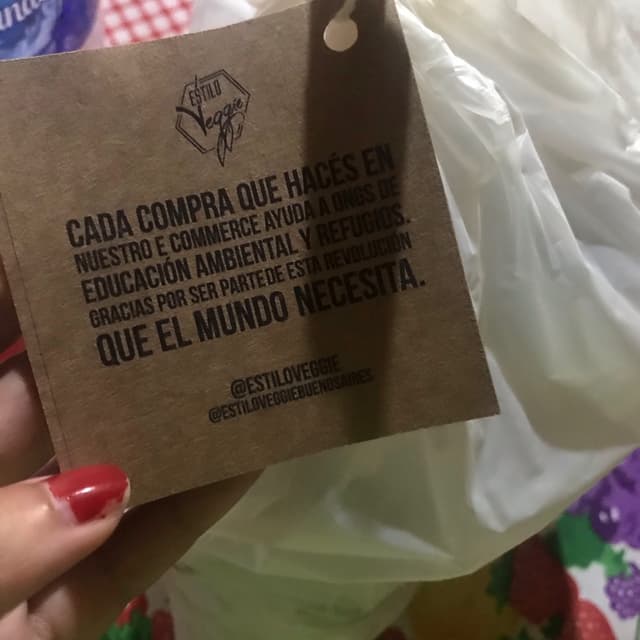 ESTILO
Veggie
CADA COMPRA QUE HACÉS EN
NUESTRO E COMMERCE AYUDA A ONGS DE
EDUCACIÓN AMBIENTAL Y REFUGIOS.
GRACIAS POR SER PARTEDE ESTA REVOLUCIÓN
QUE EL MUNDO NECESITA.
@ESTILOVEGGIE
@ESTILOVEGGIEBUENOSAIRES